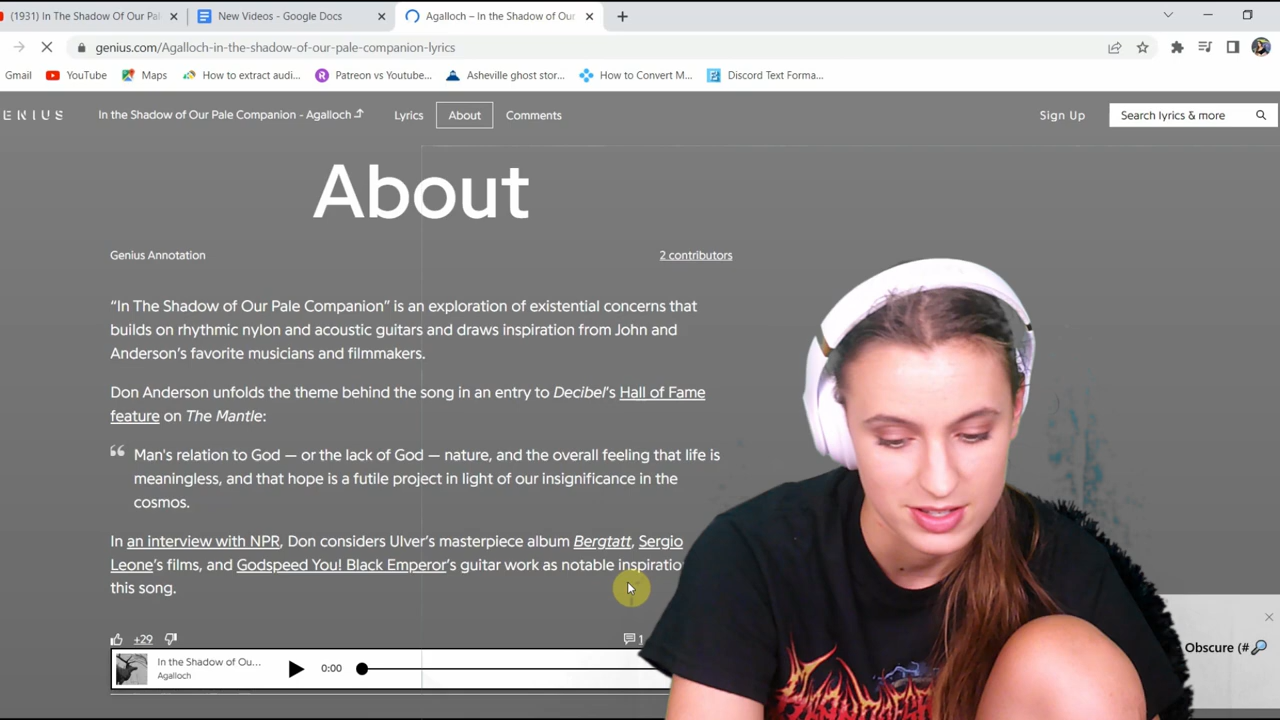 (1931) In The Shadow Of Our Pal
New Videos - Google Docs
Agalloch – In the Shadow of Our
genius.com/Agalloch-in-the-shadow-of-our-pale-companion-lyrics
Gmail
YouTube
Maps
How to extract audi...
Patreon vs Youtube...
Asheville ghost stor...
How to Convert M...
Discord Text Forma...
ENIUS
In the Shadow of Our Pale Companion - Agalloch
Lyrics
About
Comments
Sign Up
Search lyrics & more
About
Genius Annotation
2 contributors
“In The Shadow of Our Pale Companion” is an exploration of existential concerns that
builds on rhythmic nylon and acoustic guitars and draws inspiration from John and
Anderson’s favorite musicians and filmmakers.
Don Anderson unfolds the theme behind the song in an entry to Decibel’s Hall of Fame
feature on The Mantle:
“ Man's relation to God — or the lack of God — nature, and the overall feeling that life is
meaningless, and that hope is a futile project in light of our insignificance in the
cosmos.
In an interview with NPR, Don considers Ulver’s masterpiece album Bergtatt, Sergio
Leone’s films, and Godspeed You! Black Emperor’s guitar work as notable inspiratio
this song.
+29
1
In the Shadow of Ou...
Agalloch
0:00
Obscure (#